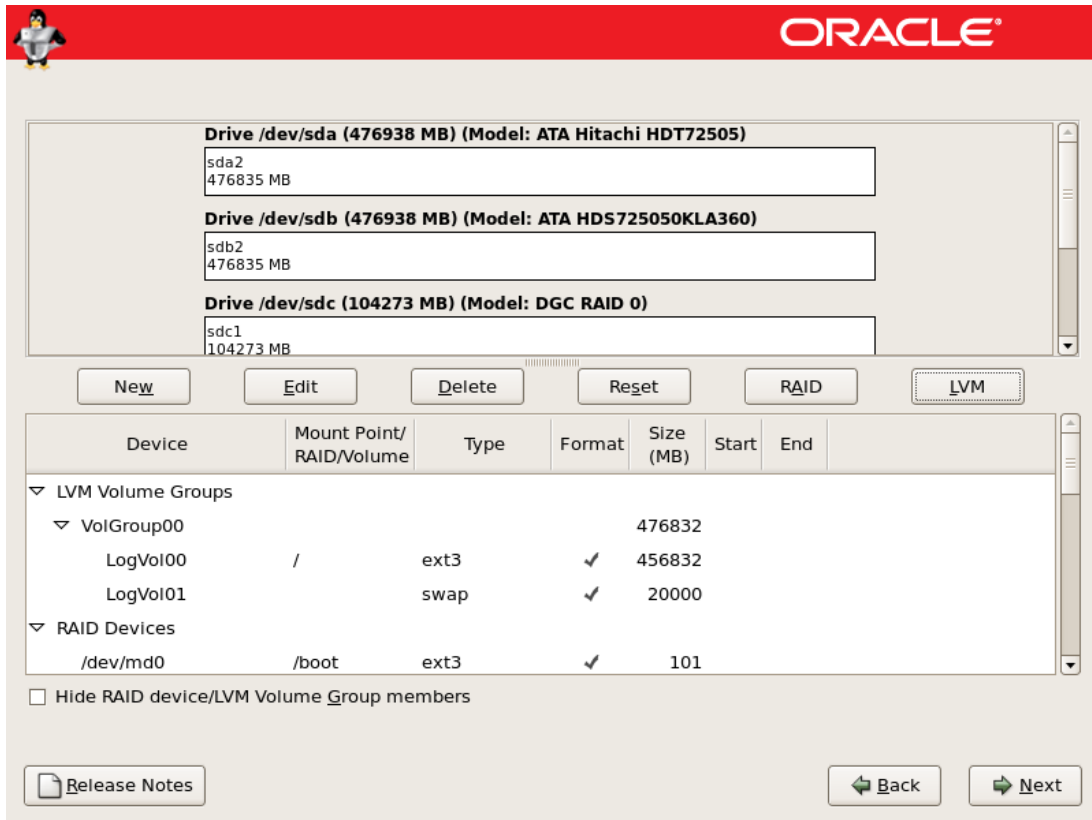 ORACLE®
Drive /dev/sda (476938 MB) (Model: ATA Hitachi HDT72505)
sda2
476835 MB
Drive /dev/sdb (476938 MB) (Model: ATA HDS725050KLA360)
sdb2
476835 MB
Drive /dev/sdc (104273 MB) (Model: DGC RAID 0)
sdc1
104273 MB
New Edit Delete Reset RAID LVM
Device Mount Point/ RAID/Volume Type Format Size (MB) Start End
LVM Volume Groups
VolGroup00 476832
LogVol00 / ext3 ✓ 456832
LogVol01 swap ✓ 20000
RAID Devices
/dev/md0 /boot ext3 ✓ 101
Hide RAID device/LVM Volume Group members
Release Notes Back Next